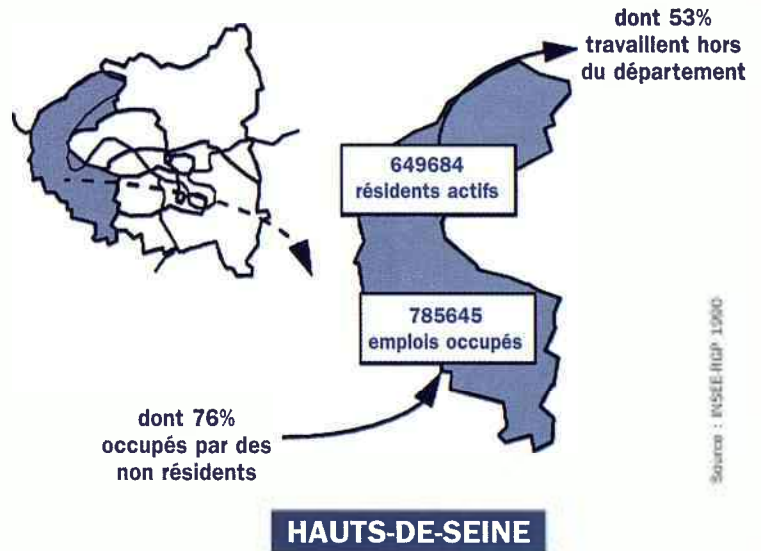 dont 53%
travaillent hors
du département
649684
résidents actifs
785645
emplois occupés
dont 76%
occupés par des
non résidents
Source : INSEE-RGP 1990
HAUTS-DE-SEINE